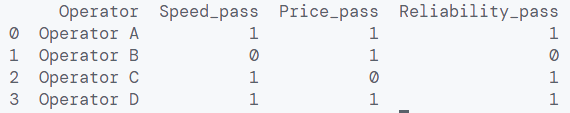 Operator Speed_pass Price_pass Reliability_pass
0 Operator A 1 1 1
1 Operator B 0 1 0
2 Operator C 1 0 1
3 Operator D 1 1 1